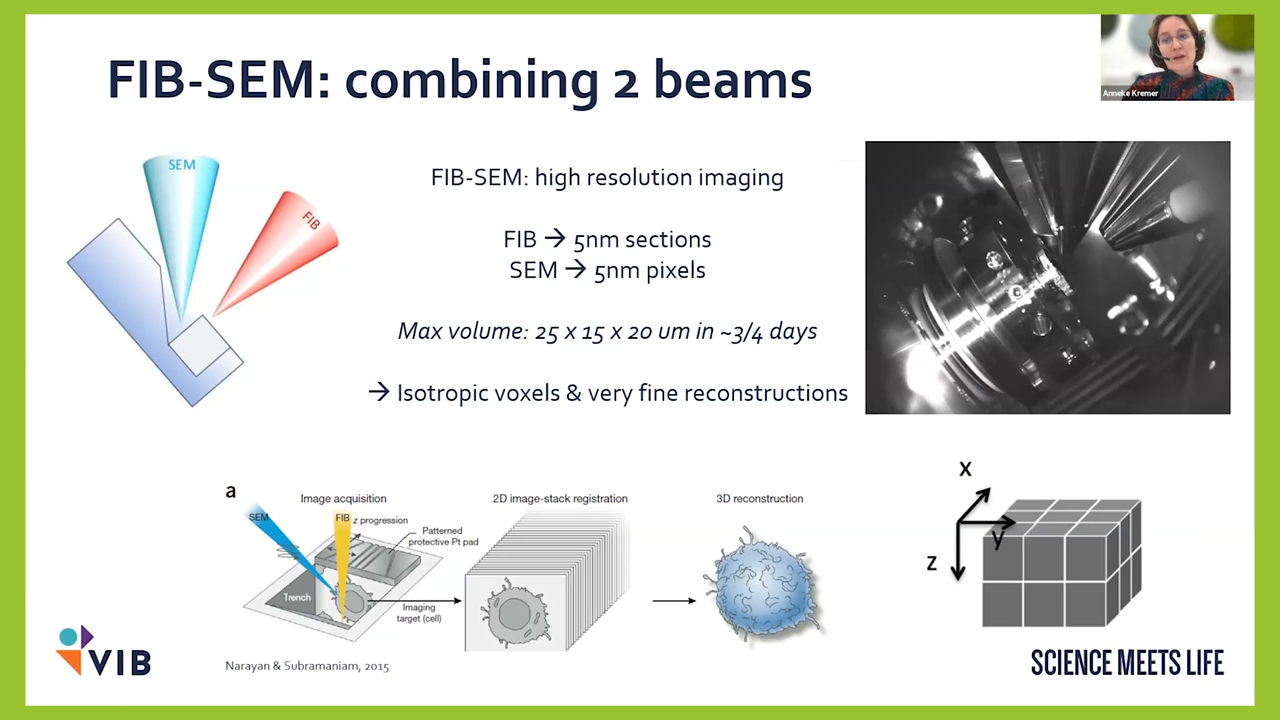 FIB-SEM: combining 2 beams
Anneke Kremer
SEM
FIB
FIB-SEM: high resolution imaging
FIB → 5nm sections
SEM → 5nm pixels
Max volume: 25 x 15 x 20 um in ~3/4 days
→ Isotropic voxels & very fine reconstructions
a
Image acquisition
2D image-stack registration
3D reconstruction
SEM
FIB
z progression
Patterned
protective Pt pad
Trench
Imaging
target (cell)
X
y
Z
VIB
Narayan & Subramaniam, 2015
SCIENCE MEETS LIFE